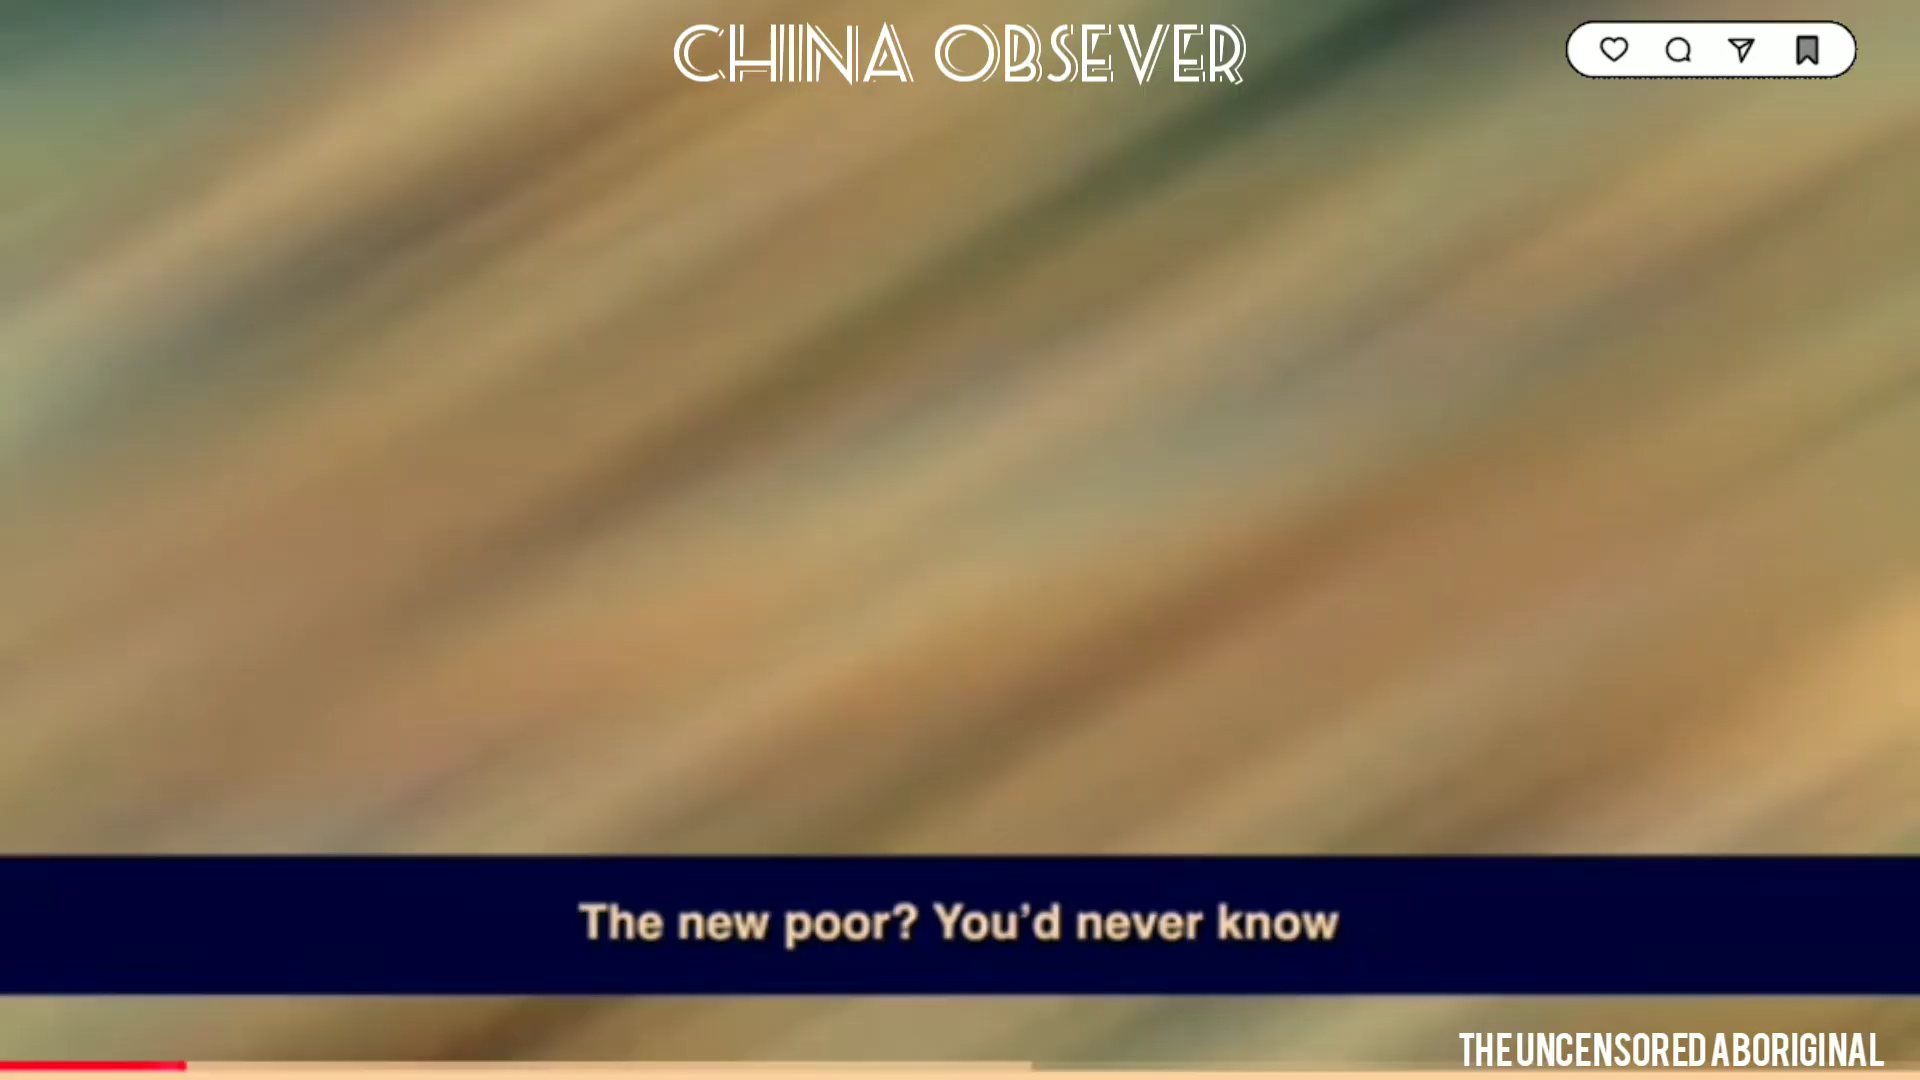 CHINA OBSEVER
The new poor? You'd never know
THE UNCENSORED ABORIGINAL